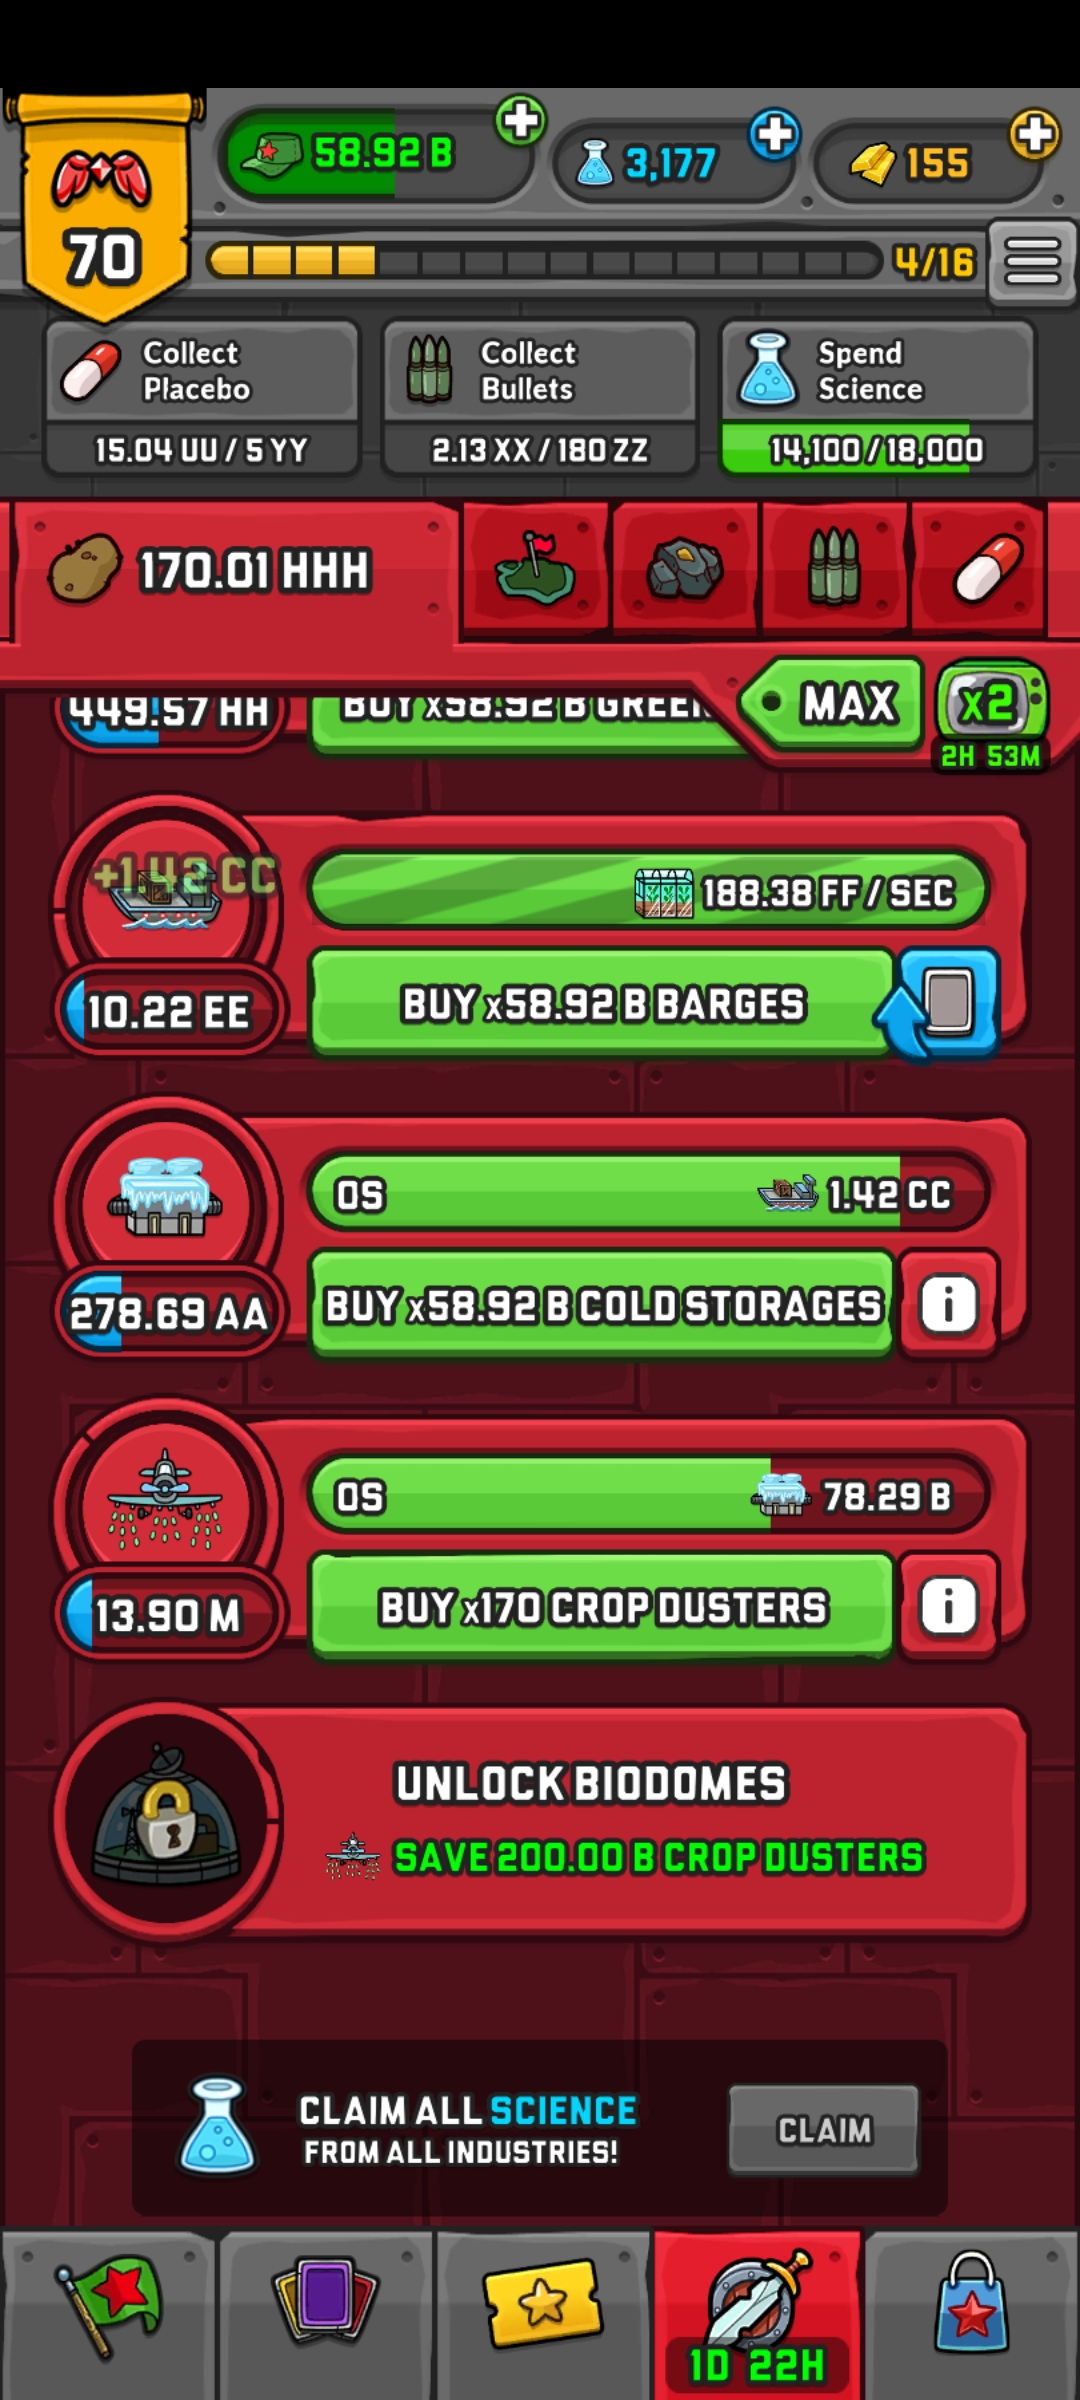 58.92 B
3,177
155
70
4/16
Collect
Placebo
15.04 UU / 5 YY
Collect
Bullets
2.13 XX / 180 ZZ
Spend
Science
14,100/18,000
170.01 HHH
MAX
x2
2H 53M
449.57 HH
BUY x58.92 B
+1.42 CC
188.38 FF / SEC
10.22 EE
BUY x58.92 B BARGES
0S
1.42 CC
278.69 AA
BUY x58.92 B COLD STORAGES
i
0S
78.29 B
13.90 M
BUY x170 CROP DUSTERS
i
UNLOCK BIODOMES
SAVE 200.00 B CROP DUSTERS
CLAIM ALL SCIENCE
FROM ALL INDUSTRIES!
CLAIM
1D 22H